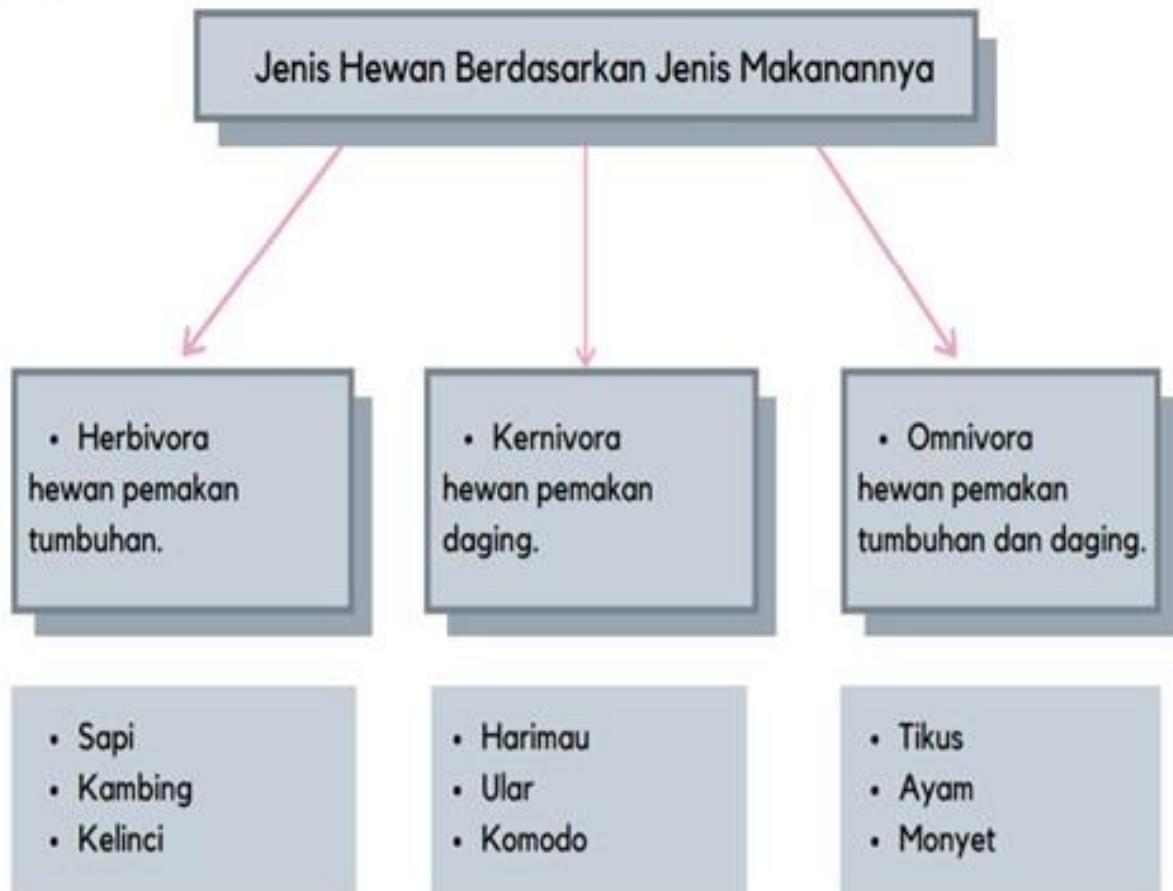 Jenis Hewan Berdasarkan Jenis Makanannya
• Herbivora
hewan pemakan
tumbuhan.
• Kernivora
hewan pemakan
daging.
• Omnivora
hewan pemakan
tumbuhan dan daging.
• Sapi
• Kambing
• Kelinci
• Harimau
• Ular
• Komodo
• Tikus
• Ayam
• Monyet